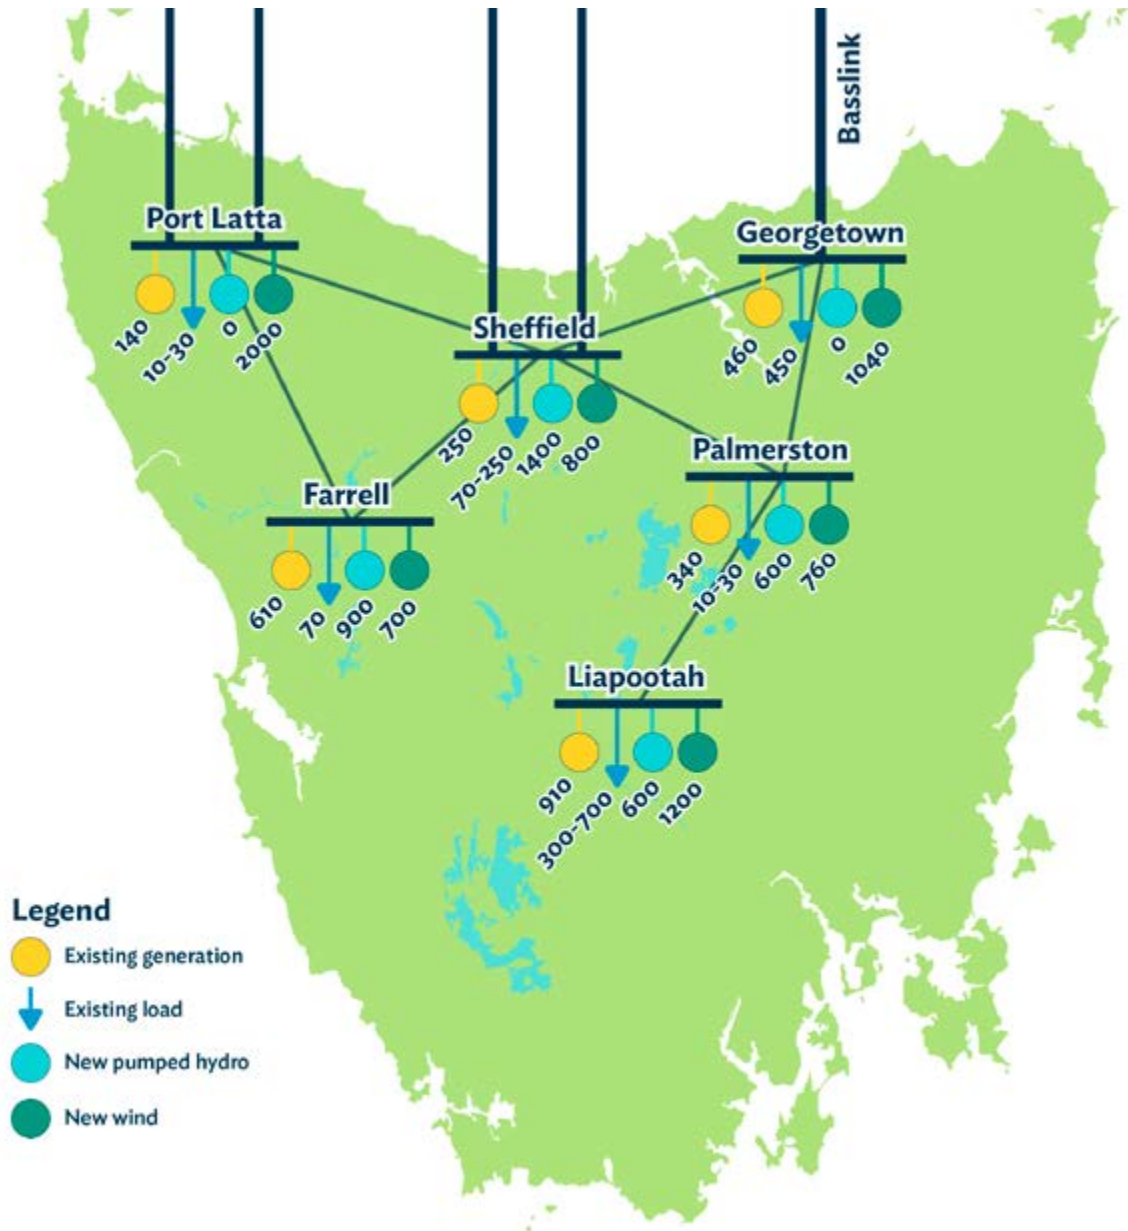 Basslink
Port Latta
140
10-30
0
2000
Georgetown
460
450
0
1040
Sheffield
250
70-250
1400
800
Palmerston
340
10-30
600
760
Farrell
610
70
900
700
Liapootah
910
300-700
600
1200
Legend
Existing generation
Existing load
New pumped hydro
New wind